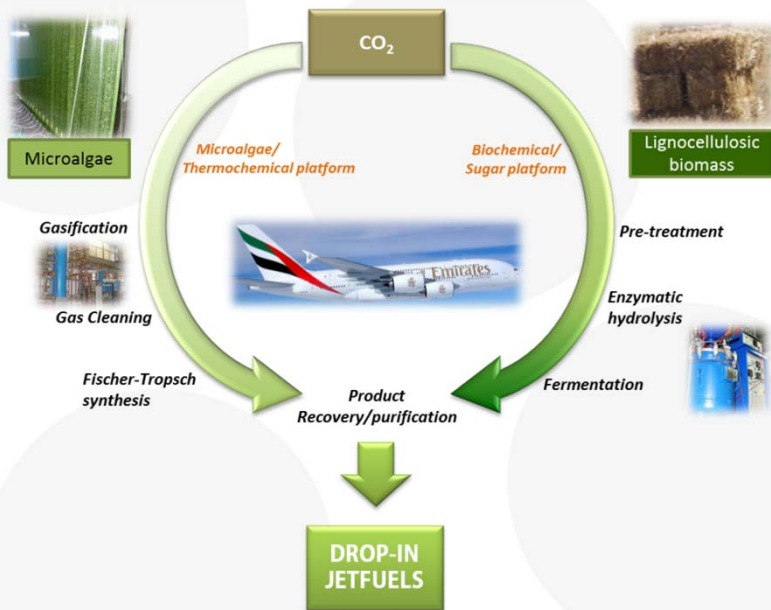 CO₂
Microalgae
Microalgae/
Thermochemical platform
Biochemical/
Sugar platform
Lignocellulosic
biomass
Gasification
Gas Cleaning
Fischer-Tropsch
synthesis
Emirates
Pre-treatment
Enzymatic
hydrolysis
Fermentation
Product
Recovery/purification
DROP-IN
JETFUELS